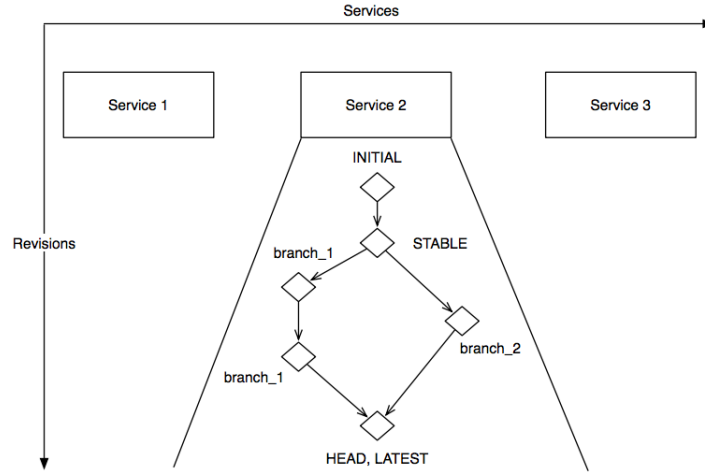 Services
Service 1
Service 2
Service 3
INITIAL
Revisions
STABLE
branch_1
branch_2
branch_1
HEAD, LATEST